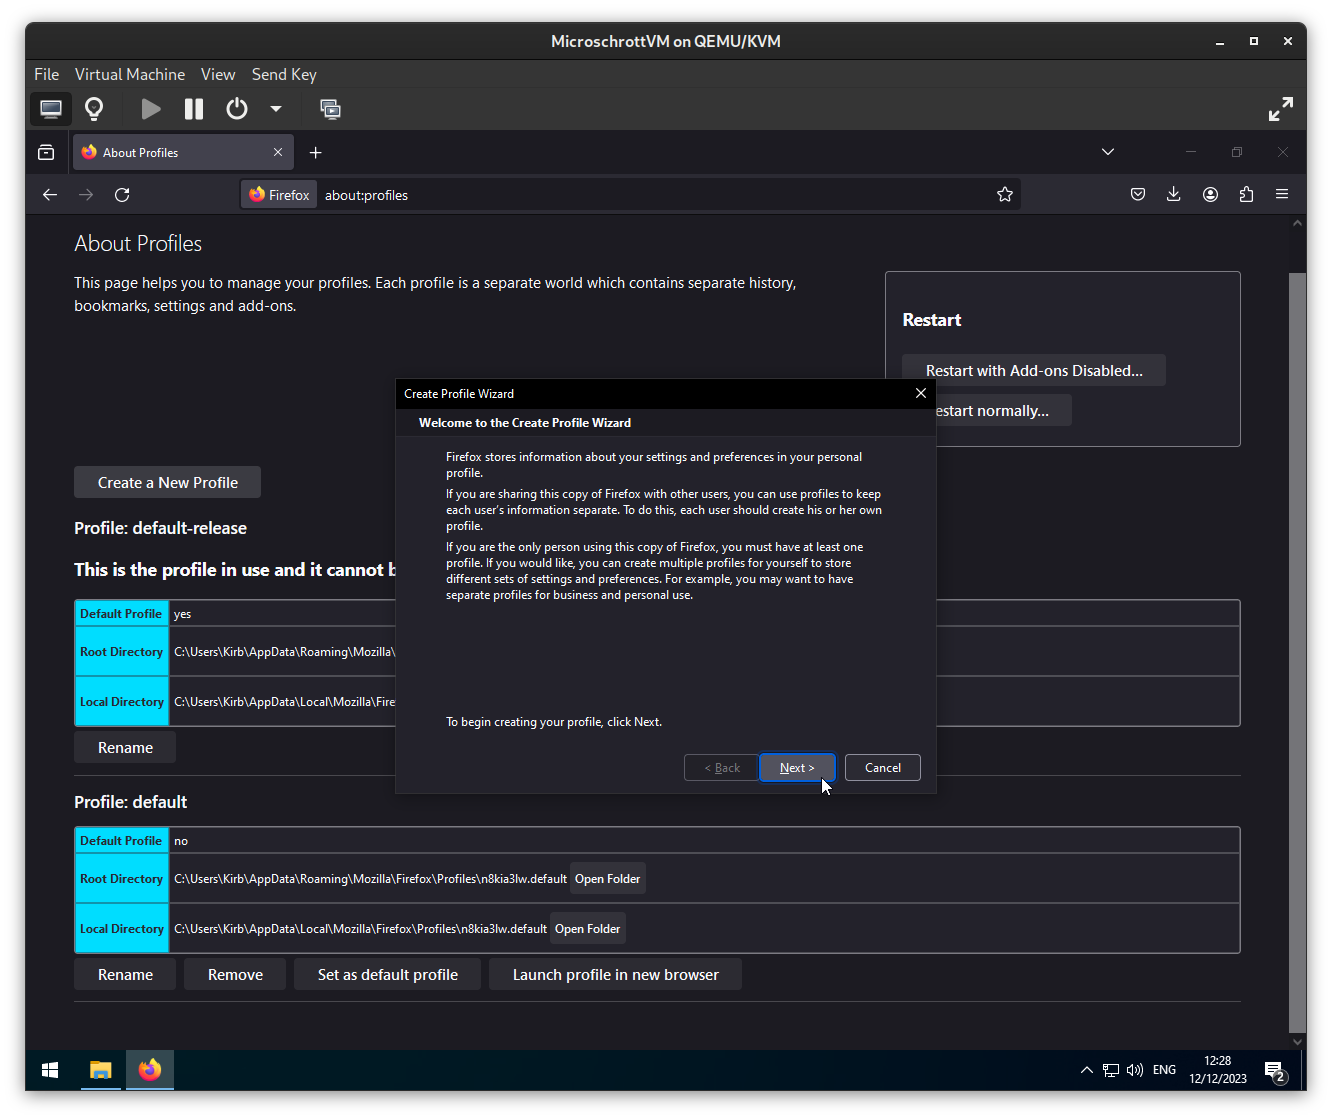 MicroschrottVM on QEMU/KVM
File Virtual Machine View Send Key
About Profiles
Firefox about:profiles
About Profiles
This page helps you to manage your profiles. Each profile is a separate world which contains separate history,
bookmarks, settings and add-ons.
Restart
Restart with Add-ons Disabled...
estart normally...
Create Profile Wizard
Welcome to the Create Profile Wizard
Firefox stores information about your settings and preferences in your personal
profile.
If you are sharing this copy of Firefox with other users, you can use profiles to keep
each user's information separate. To do this, each user should create his or her own
profile.
If you are the only person using this copy of Firefox, you must have at least one
profile. If you would like, you can create multiple profiles for yourself to store
different sets of settings and preferences. For example, you may want to have
separate profiles for business and personal use.
To begin creating your profile, click Next.
< Back Next > Cancel
Create a New Profile
Profile: default-release
This is the profile in use and it cannot b
Default Profile yes
Root Directory C:\Users\Kirb\AppData\Roaming\Mozilla\
Local Directory C:\Users\Kirb\AppData\Local\Mozilla\Fire
Rename
Profile: default
Default Profile no
Root Directory C:\Users\Kirb\AppData\Roaming\Mozilla\Firefox\Profiles\n8kia3lw.default Open Folder
Local Directory C:\Users\Kirb\AppData\Local\Mozilla\Firefox\Profiles\n8kia3lw.default Open Folder
Rename Remove Set as default profile Launch profile in new browser
ENG
12:28
12/12/2023
2